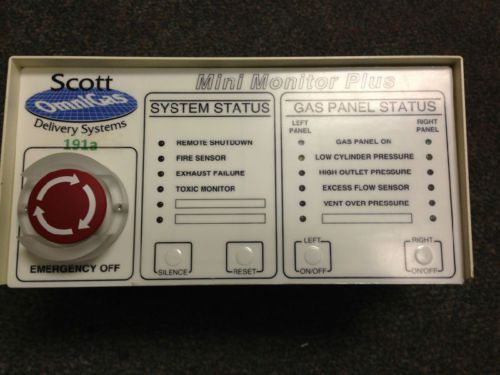 Scott
Omni Gas
Delivery Systems
191a
EMERGENCY OFF
Mini Monitor Plus
SYSTEM STATUS
REMOTE SHUTDOWN
FIRE SENSOR
EXHAUST FAILURE
TOXIC MONITOR
SILENCE
RESET
GAS PANEL STATUS
LEFT
PANEL
RIGHT
PANEL
GAS PANEL ON
LOW CYLINDER PRESSURE
HIGH OUTLET PRESSURE
EXCESS FLOW SENSOR
VENT OVER PRESSURE
LEFT
ON/OFF
RIGHT
ON/OFF